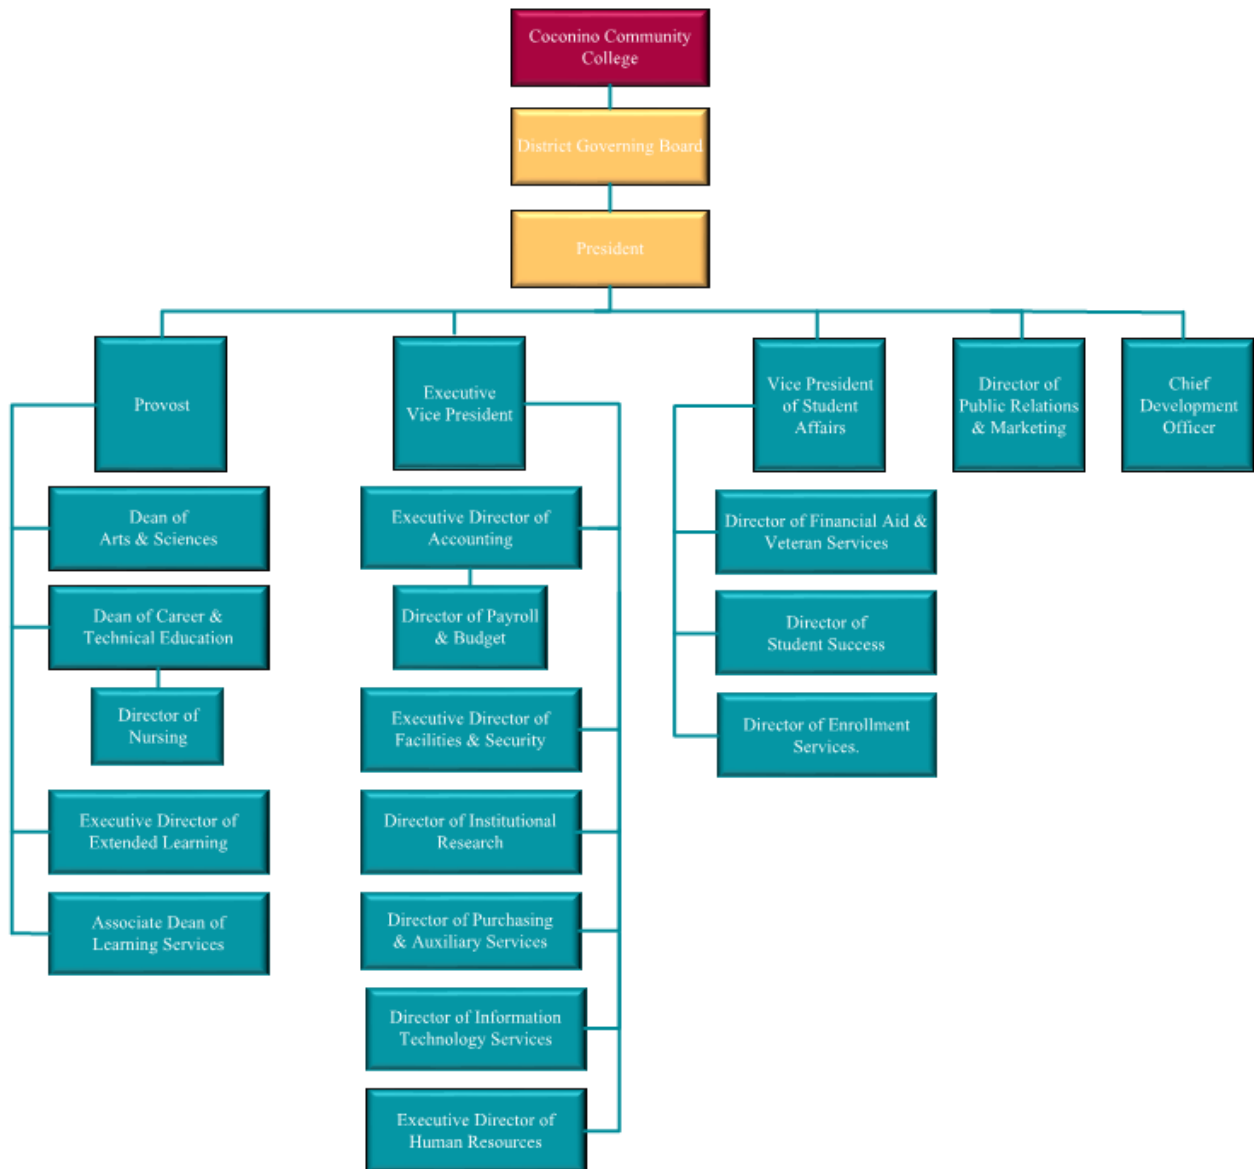 Coconino Community
College
District Governing Board
President
Provost
Executive
Vice President
Vice President
of Student
Affairs
Director of
Public Relations
& Marketing
Chief
Development
Officer
Dean of
Arts & Sciences
Dean of Career &
Technical Education
Director of
Nursing
Executive Director of
Extended Learning
Associate Dean of
Learning Services
Executive Director of
Accounting
Director of Payroll
& Budget
Executive Director of
Facilities & Security
Director of Institutional
Research
Director of Purchasing
& Auxiliary Services
Director of Information
Technology Services
Executive Director of
Human Resources
Director of Financial Aid &
Veteran Services
Director of
Student Success
Director of Enrollment
Services.